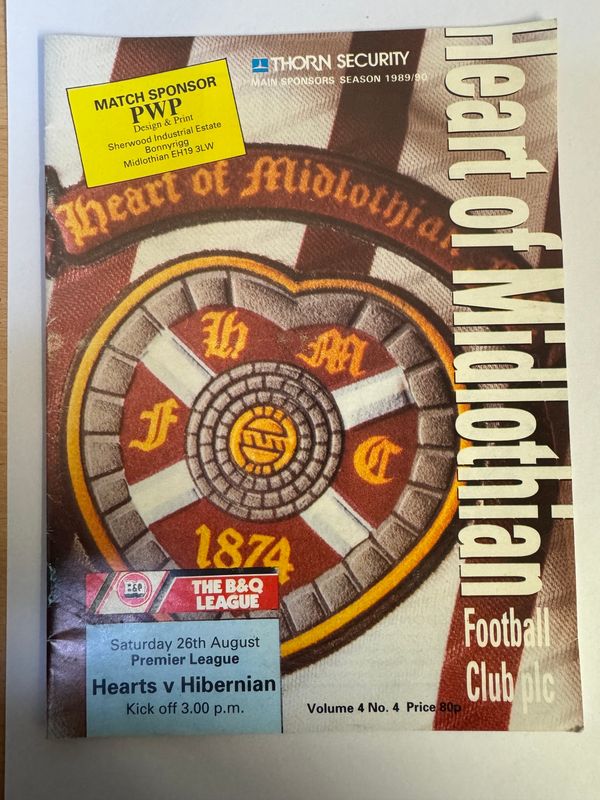 THORN SECURITY
MAIN SPONSORS SEASON 1989/90
MATCH SPONSOR
PWP
Design & Print
Sherwood Industrial Estate
Bonnyrigg
Midlothian EH19 3LW
Heart of Midlothian
Heart of Midlothian
Football
Club plc
H M
F C
1874
B&Q
THE B&Q
LEAGUE
Saturday 26th August
Premier League
Hearts v Hibernian
Kick off 3.00 p.m.
Volume 4 No. 4 Price 80p